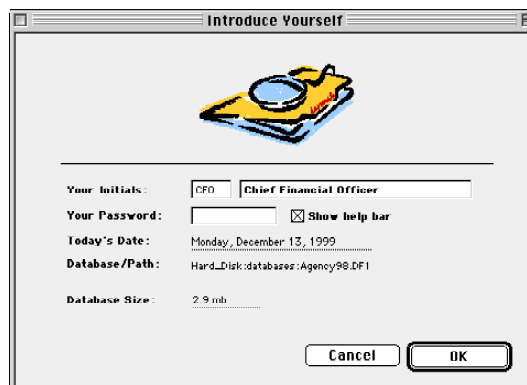 Introduce Yourself
Your Initials: CFO Chief Financial Officer
Your Password: Show help bar
Today's Date: Monday, December 13, 1999
Database/Path: Hard_Disk:databases:Agency98.DF1
Database Size: 2.9 mb
Cancel OK